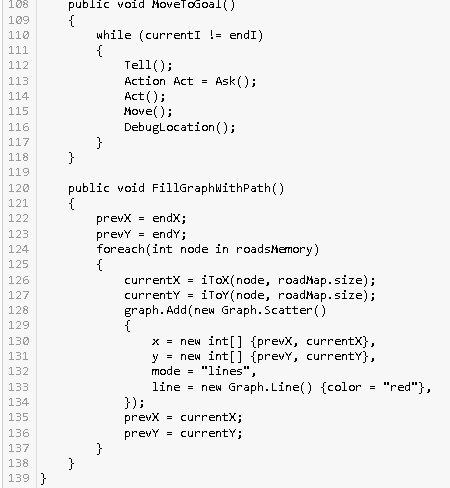 108 public void MoveToGoal()
109 {
110 while (currentI != endI)
111 {
112 Tell();
113 Action Act = Ask();
114 Act();
115 Move();
116 DebugLocation();
117 }
118 }
119
120 public void FillGraphWithPath()
121 {
122 prevX = endX;
123 prevY = endY;
124 foreach(int node in roadsMemory)
125 {
126 currentX = iToX(node, roadMap.size);
127 currentY = iToY(node, roadMap.size);
128 graph.Add(new Graph.Scatter()
129 {
130 x = new int[] {prevX, currentX},
131 y = new int[] {prevY, currentY},
132 mode = "lines",
133 line = new Graph.Line() {color = "red"},
134 });
135 prevX = currentX;
136 prevY = currentY;
137 }
138 }
139 }